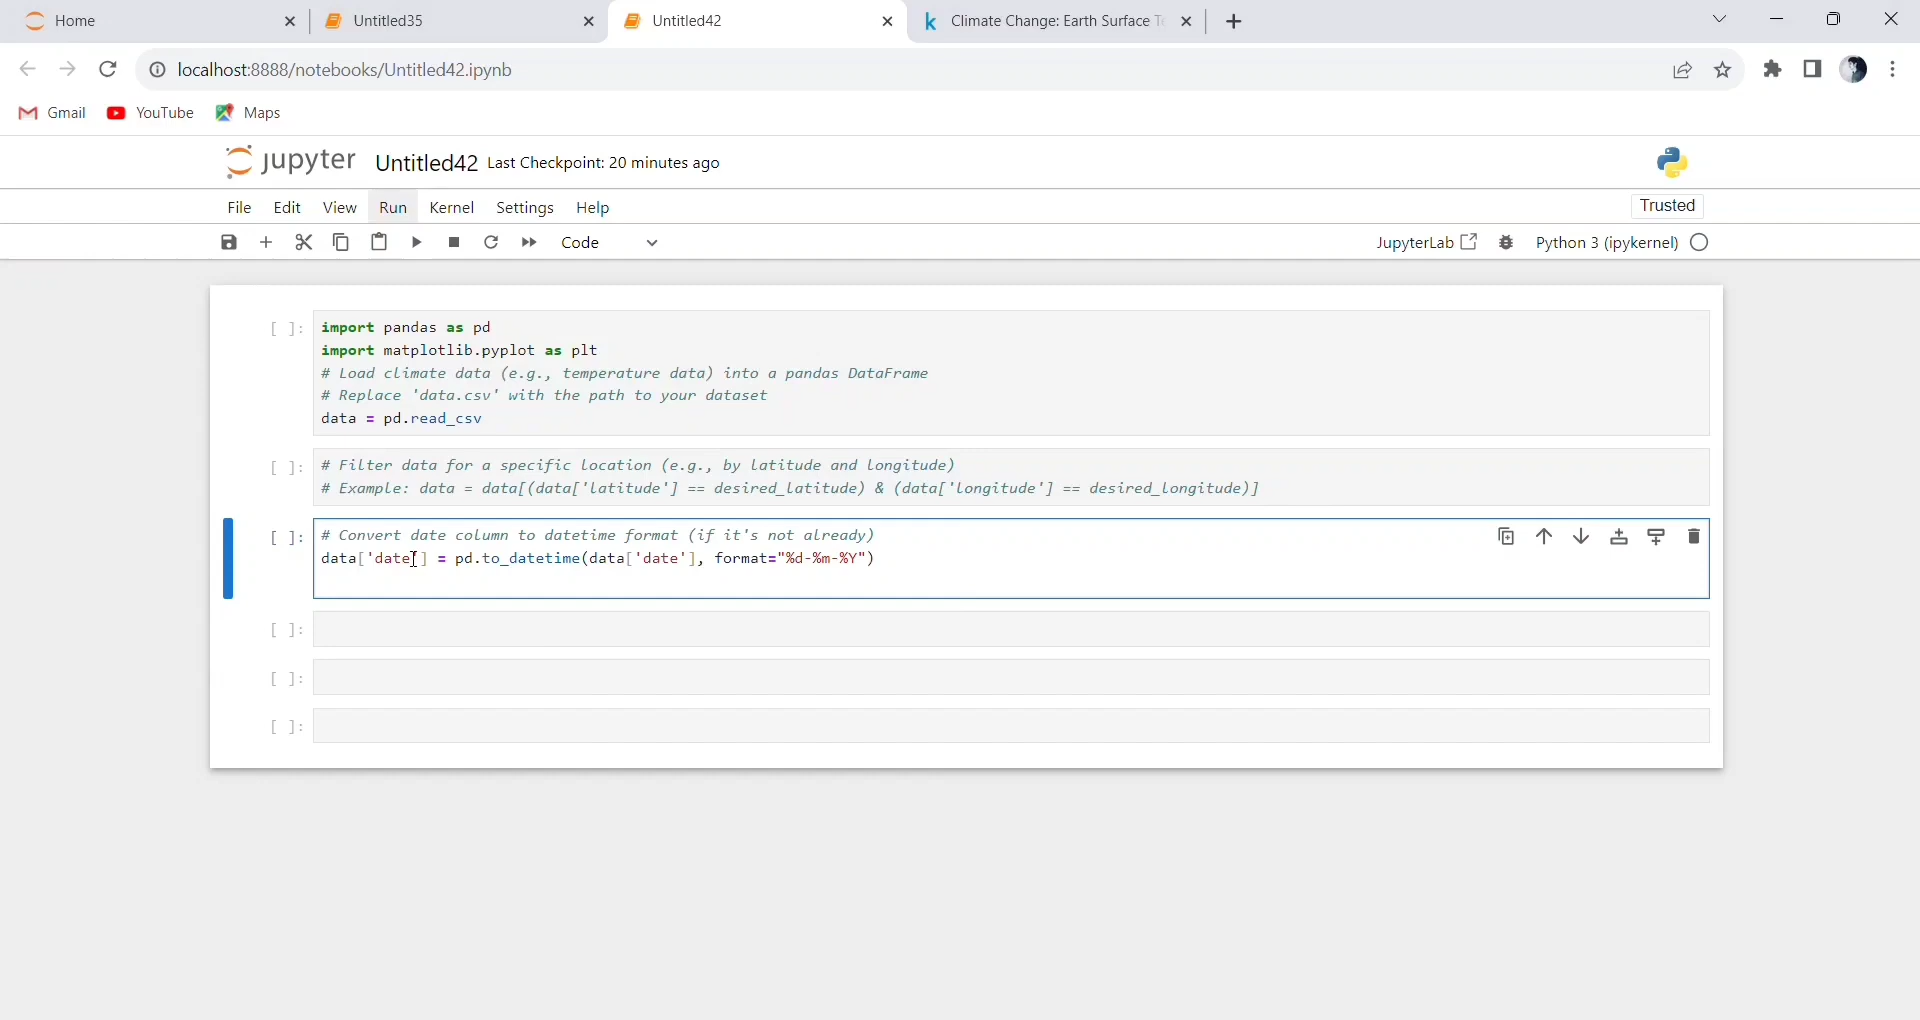 Home
Untitled35
Untitled42
Climate Change: Earth Surface Te
localhost:8888/notebooks/Untitled42.ipynb
Gmail
YouTube
Maps
jupyter
Untitled42
Last Checkpoint: 20 minutes ago
File
Edit
View
Run
Kernel
Settings
Help
Trusted
Code
JupyterLab
Python 3 (ipykernel)
[ ]:
import pandas as pd
import matplotlib.pyplot as plt
# Load climate data (e.g., temperature data) into a pandas DataFrame
# Replace 'data.csv' with the path to your dataset
data = pd.read_csv
[ ]:
# Filter data for a specific location (e.g., by latitude and longitude)
# Example: data = data[(data['latitude'] == desired_latitude) & (data['longitude'] == desired_longitude)]
[ ]:
# Convert date column to datetime format (if it's not already)
data['date'] = pd.to_datetime(data['date'], format="%d-%m-%Y")
[ ]:
[ ]:
[ ]: